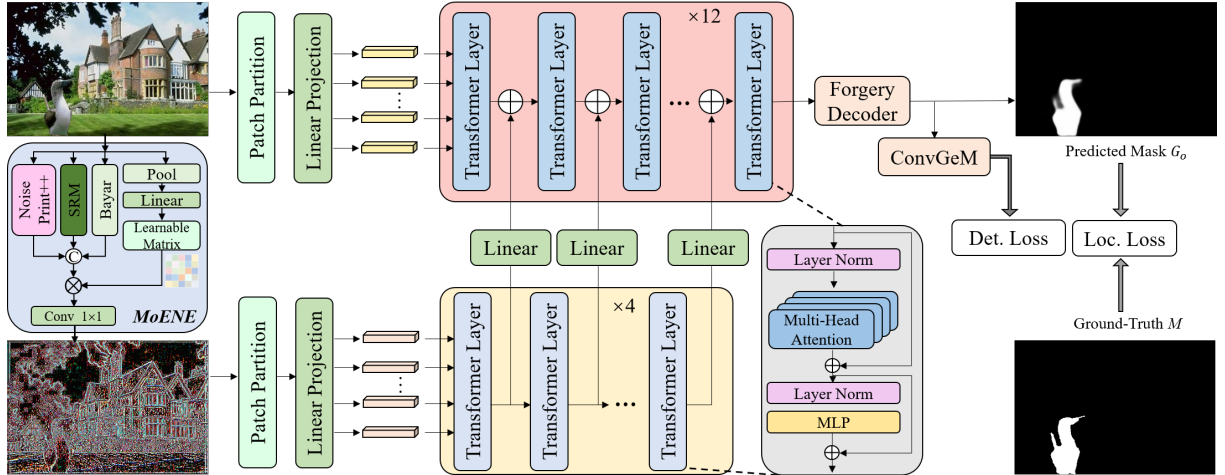 Patch Partition
Linear Projection
Transformer Layer
Transformer Layer
Transformer Layer
...
Transformer Layer
×12
Forgery
Decoder
ConvGeM
Predicted Mask Gₒ
Det. Loss
Loc. Loss
Ground-Truth M
Noise
Print++
SRM
Bayar
Pool
Linear
Learnable
Matrix
C
Conv 1×1
MoENE
Linear
Linear
Linear
Patch Partition
Linear Projection
×4
Transformer Layer
Transformer Layer
...
Transformer Layer
Layer Norm
Multi-Head
Attention
Layer Norm
MLP